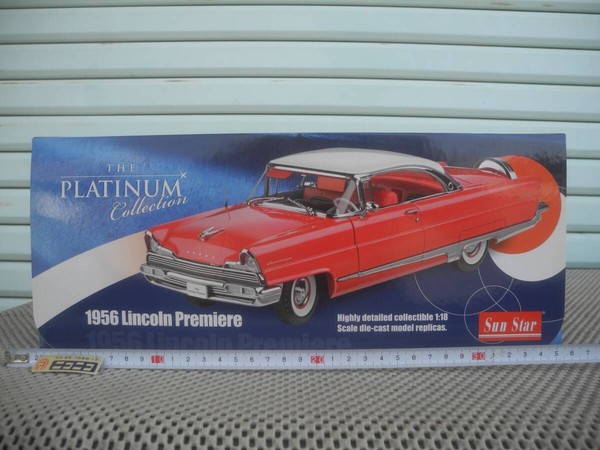 THE
PLATINUM
Collection
1956 Lincoln Premiere
Highly detailed collectible 1:18
Scale die-cast model replicas.
Sun Star